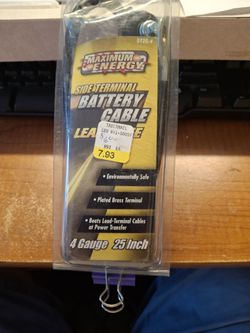 MAXIMUM
ENERGY
SIDE-TERMINAL
BATTERY
CABLE
LEA
7.93
• Environmentally Safe
• Plated Brass Terminal
• Beats Lead-Terminal Cables
at Power Transfer
4 Gauge 25 Inch